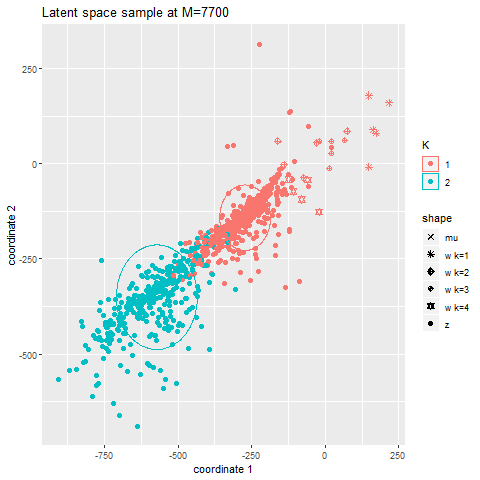 Latent space sample at M=7700
250
0
-250
-500
coordinate 2
-750
-500
-250
0
250
coordinate 1
K
1
2
shape
mu
w k=1
w k=2
w k=3
w k=4
z